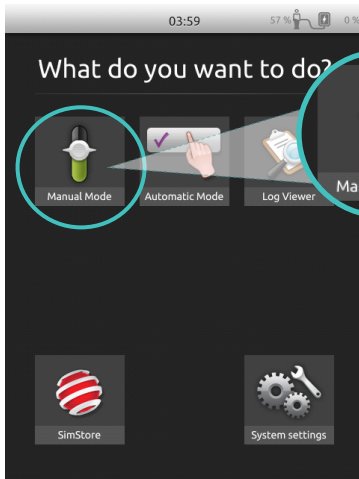 03:59
57 %
0 %
What do you want to do?
Manual Mode
Automatic Mode
Log Viewer
Ma
SimStore
System settings